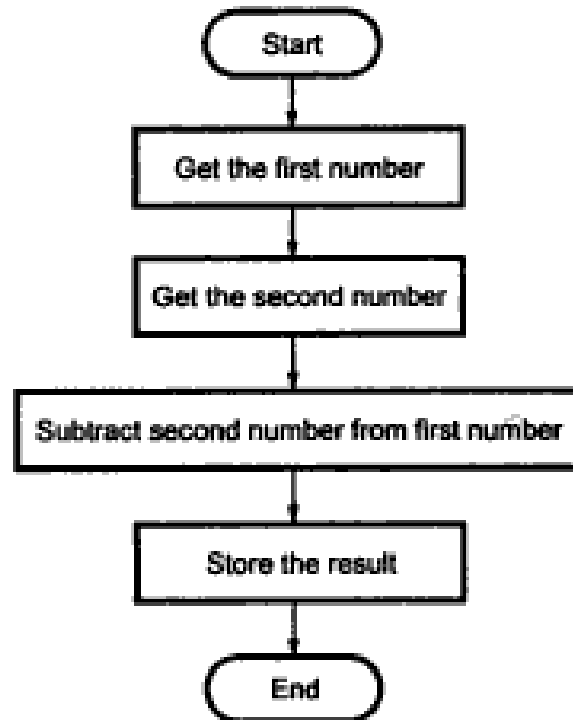 Start
Get the first number
Get the second number
Subtract second number from first number
Store the result
End